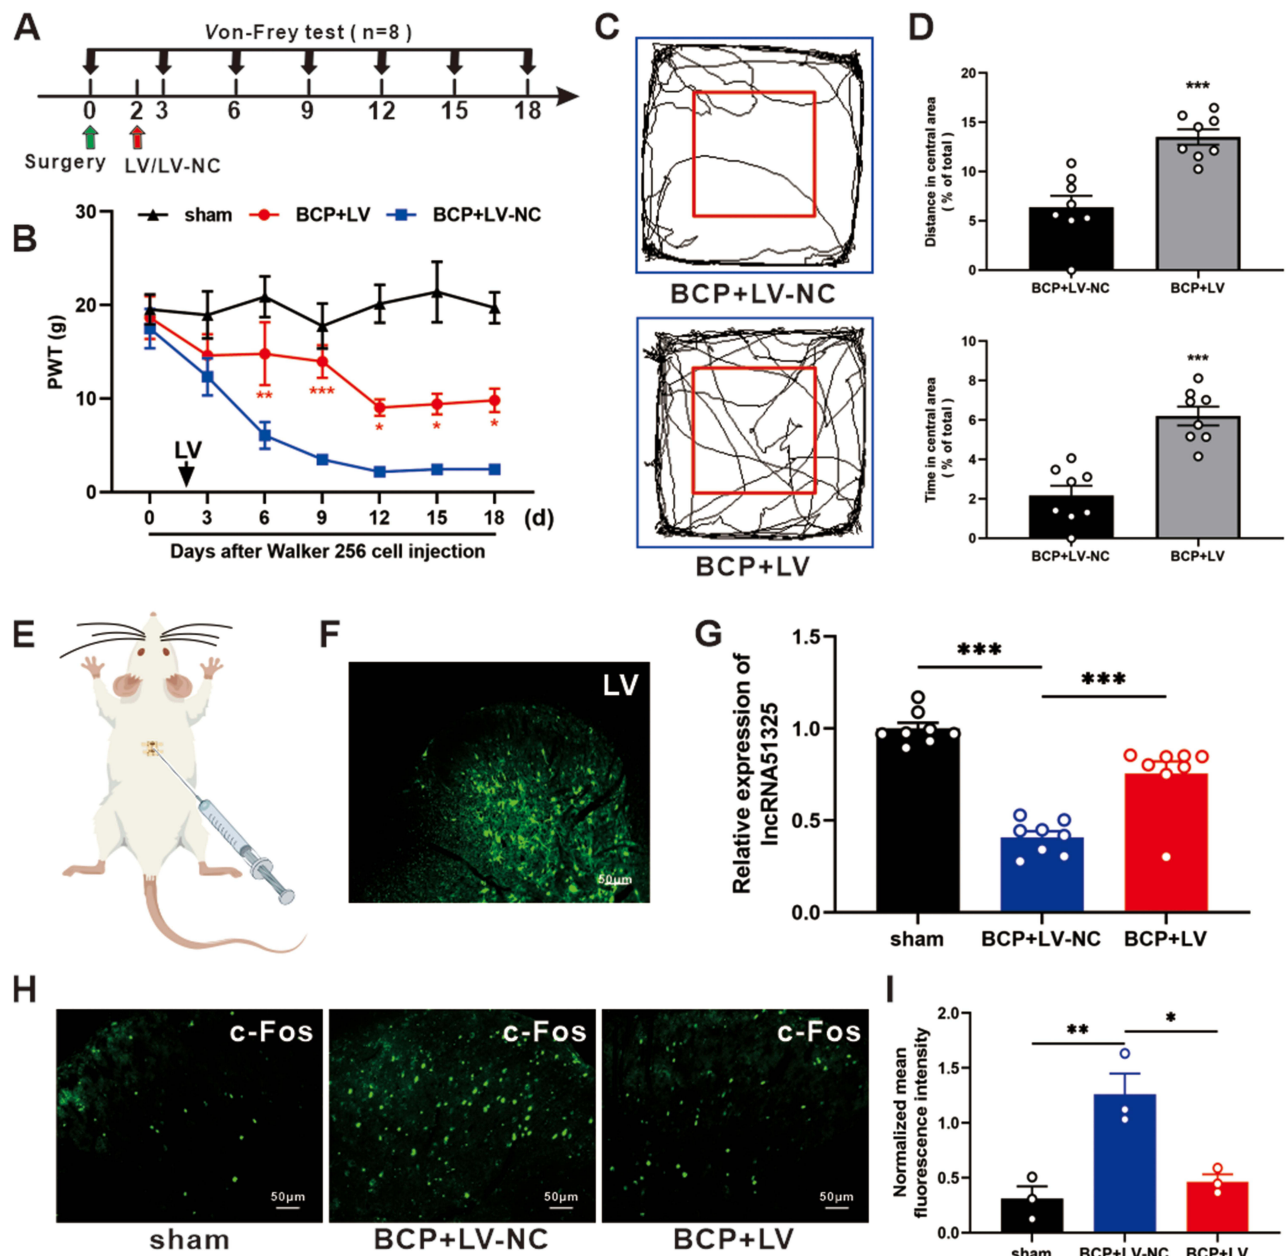 A
Von-Frey test ( n=8 )
0 2 3 6 9 12 15 18
Surgery LV/LV-NC
B
sham BCP+LV BCP+LV-NC
PWT (g)
30
20
10
0
** *** * * *
LV
0 3 6 9 12 15 18 (d)
Days after Walker 256 cell injection
C
BCP+LV-NC
BCP+LV
D
Distance in central area
( % of total )
20
15
10
5
0
***
BCP+LV-NC BCP+LV
Time in central area
( % of total )
10
8
6
4
2
0
***
BCP+LV-NC BCP+LV
E
F
LV
50μm
G
Relative expression of
lncRNA51325
1.5
1.0
0.5
0.0
*** ***
sham BCP+LV-NC BCP+LV
H
c-Fos c-Fos c-Fos
50μm 50μm 50μm
sham BCP+LV-NC BCP+LV
I
Normalized mean
fluorescence intensity
2.0
1.5
1.0
0.5
0.0
** *
sham BCP+LV-NC BCP+LV